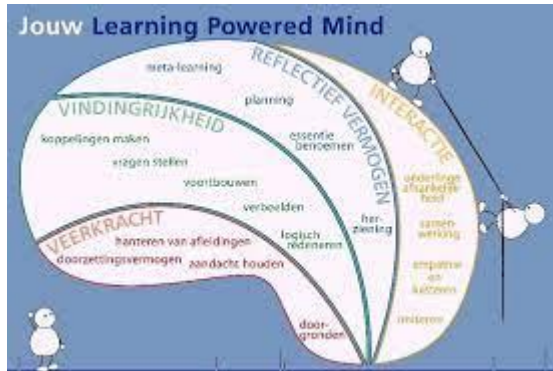 Jouw Learning Powered Mind
meta-learning
planning
essentie
benoemen
REFLECTIEF VERMOGEN
her-
ziening
VINDINGRIJKHEID
koppelingen maken
vragen stellen
voortbouwen
verbeelden
logisch
redeneren
VEERKRACHT
hanteren van afleidingen
doorzettingsvermogen
aandacht houden
door-
gronden
INTERACTIE
onderlinge
afhankelijk-
heid
samen-
werking
empathie
en
luisteren
imiteren